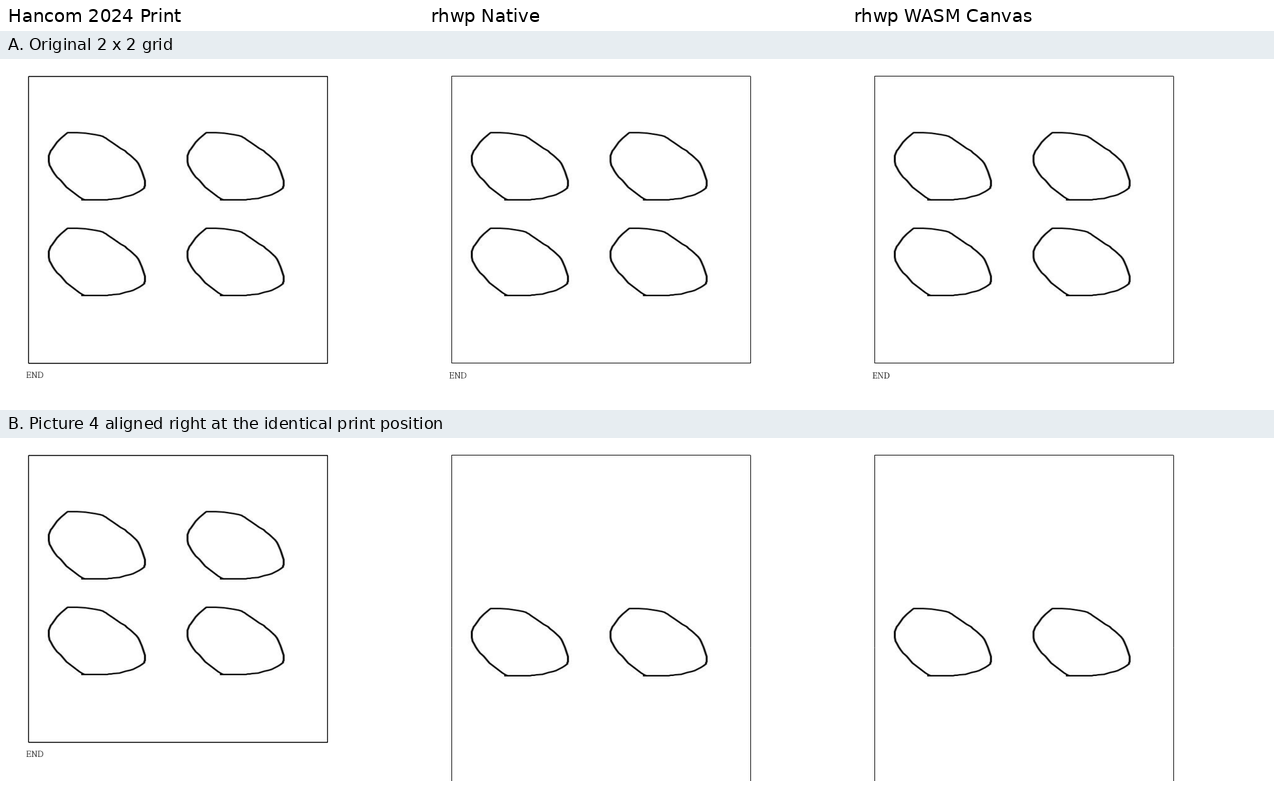 Hancom 2024 Print rhwp Native rhwp WASM Canvas
A. Original 2 x 2 grid
END END END
B. Picture 4 aligned right at the identical print position
END